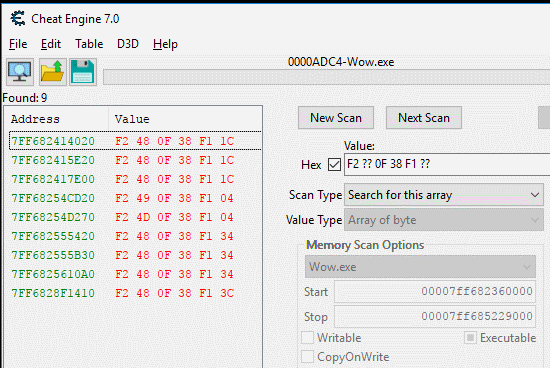 Cheat Engine 7.0
File Edit Table D3D Help
0000ADC4-Wow.exe
Found: 9
Address Value
7FF682414020 F2 48 0F 38 F1 1C
7FF682415E20 F2 48 0F 38 F1 1C
7FF682417E00 F2 48 0F 38 F1 1C
7FF68254CD20 F2 49 0F 38 F1 04
7FF68254D270 F2 4D 0F 38 F1 04
7FF682555420 F2 48 0F 38 F1 34
7FF682555B30 F2 48 0F 38 F1 34
7FF6825610A0 F2 48 0F 38 F1 34
7FF6828F1410 F2 48 0F 38 F1 3C
New Scan Next Scan
Value:
Hex F2 ?? 0F 38 F1 ??
Scan Type Search for this array
Value Type Array of byte
Memory Scan Options
Wow.exe
Start 00007ff682360000
Stop 00007ff685229000
Writable Executable
CopyOnWrite